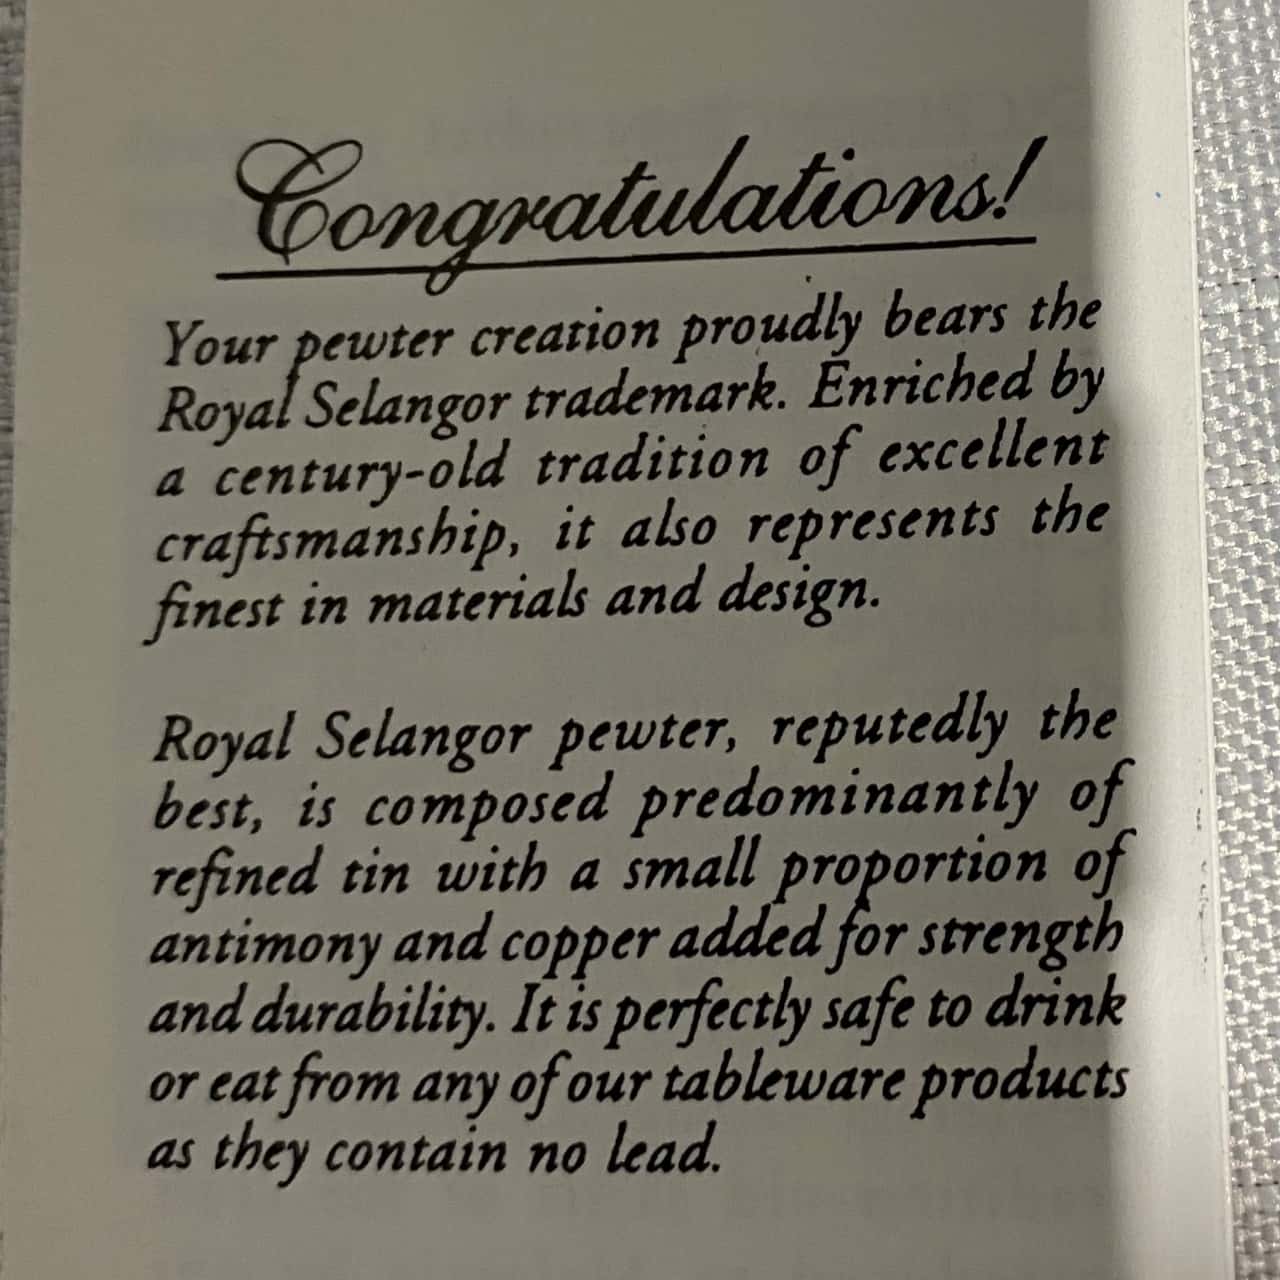 Congratulations!
Your pewter creation proudly bears the
Royal Selangor trademark. Enriched by
a century-old tradition of excellent
craftsmanship, it also represents the
finest in materials and design.
Royal Selangor pewter, reputedly the
best, is composed predominantly of
refined tin with a small proportion of
antimony and copper added for strength
and durability. It is perfectly safe to drink
or eat from any of our tableware products
as they contain no lead.